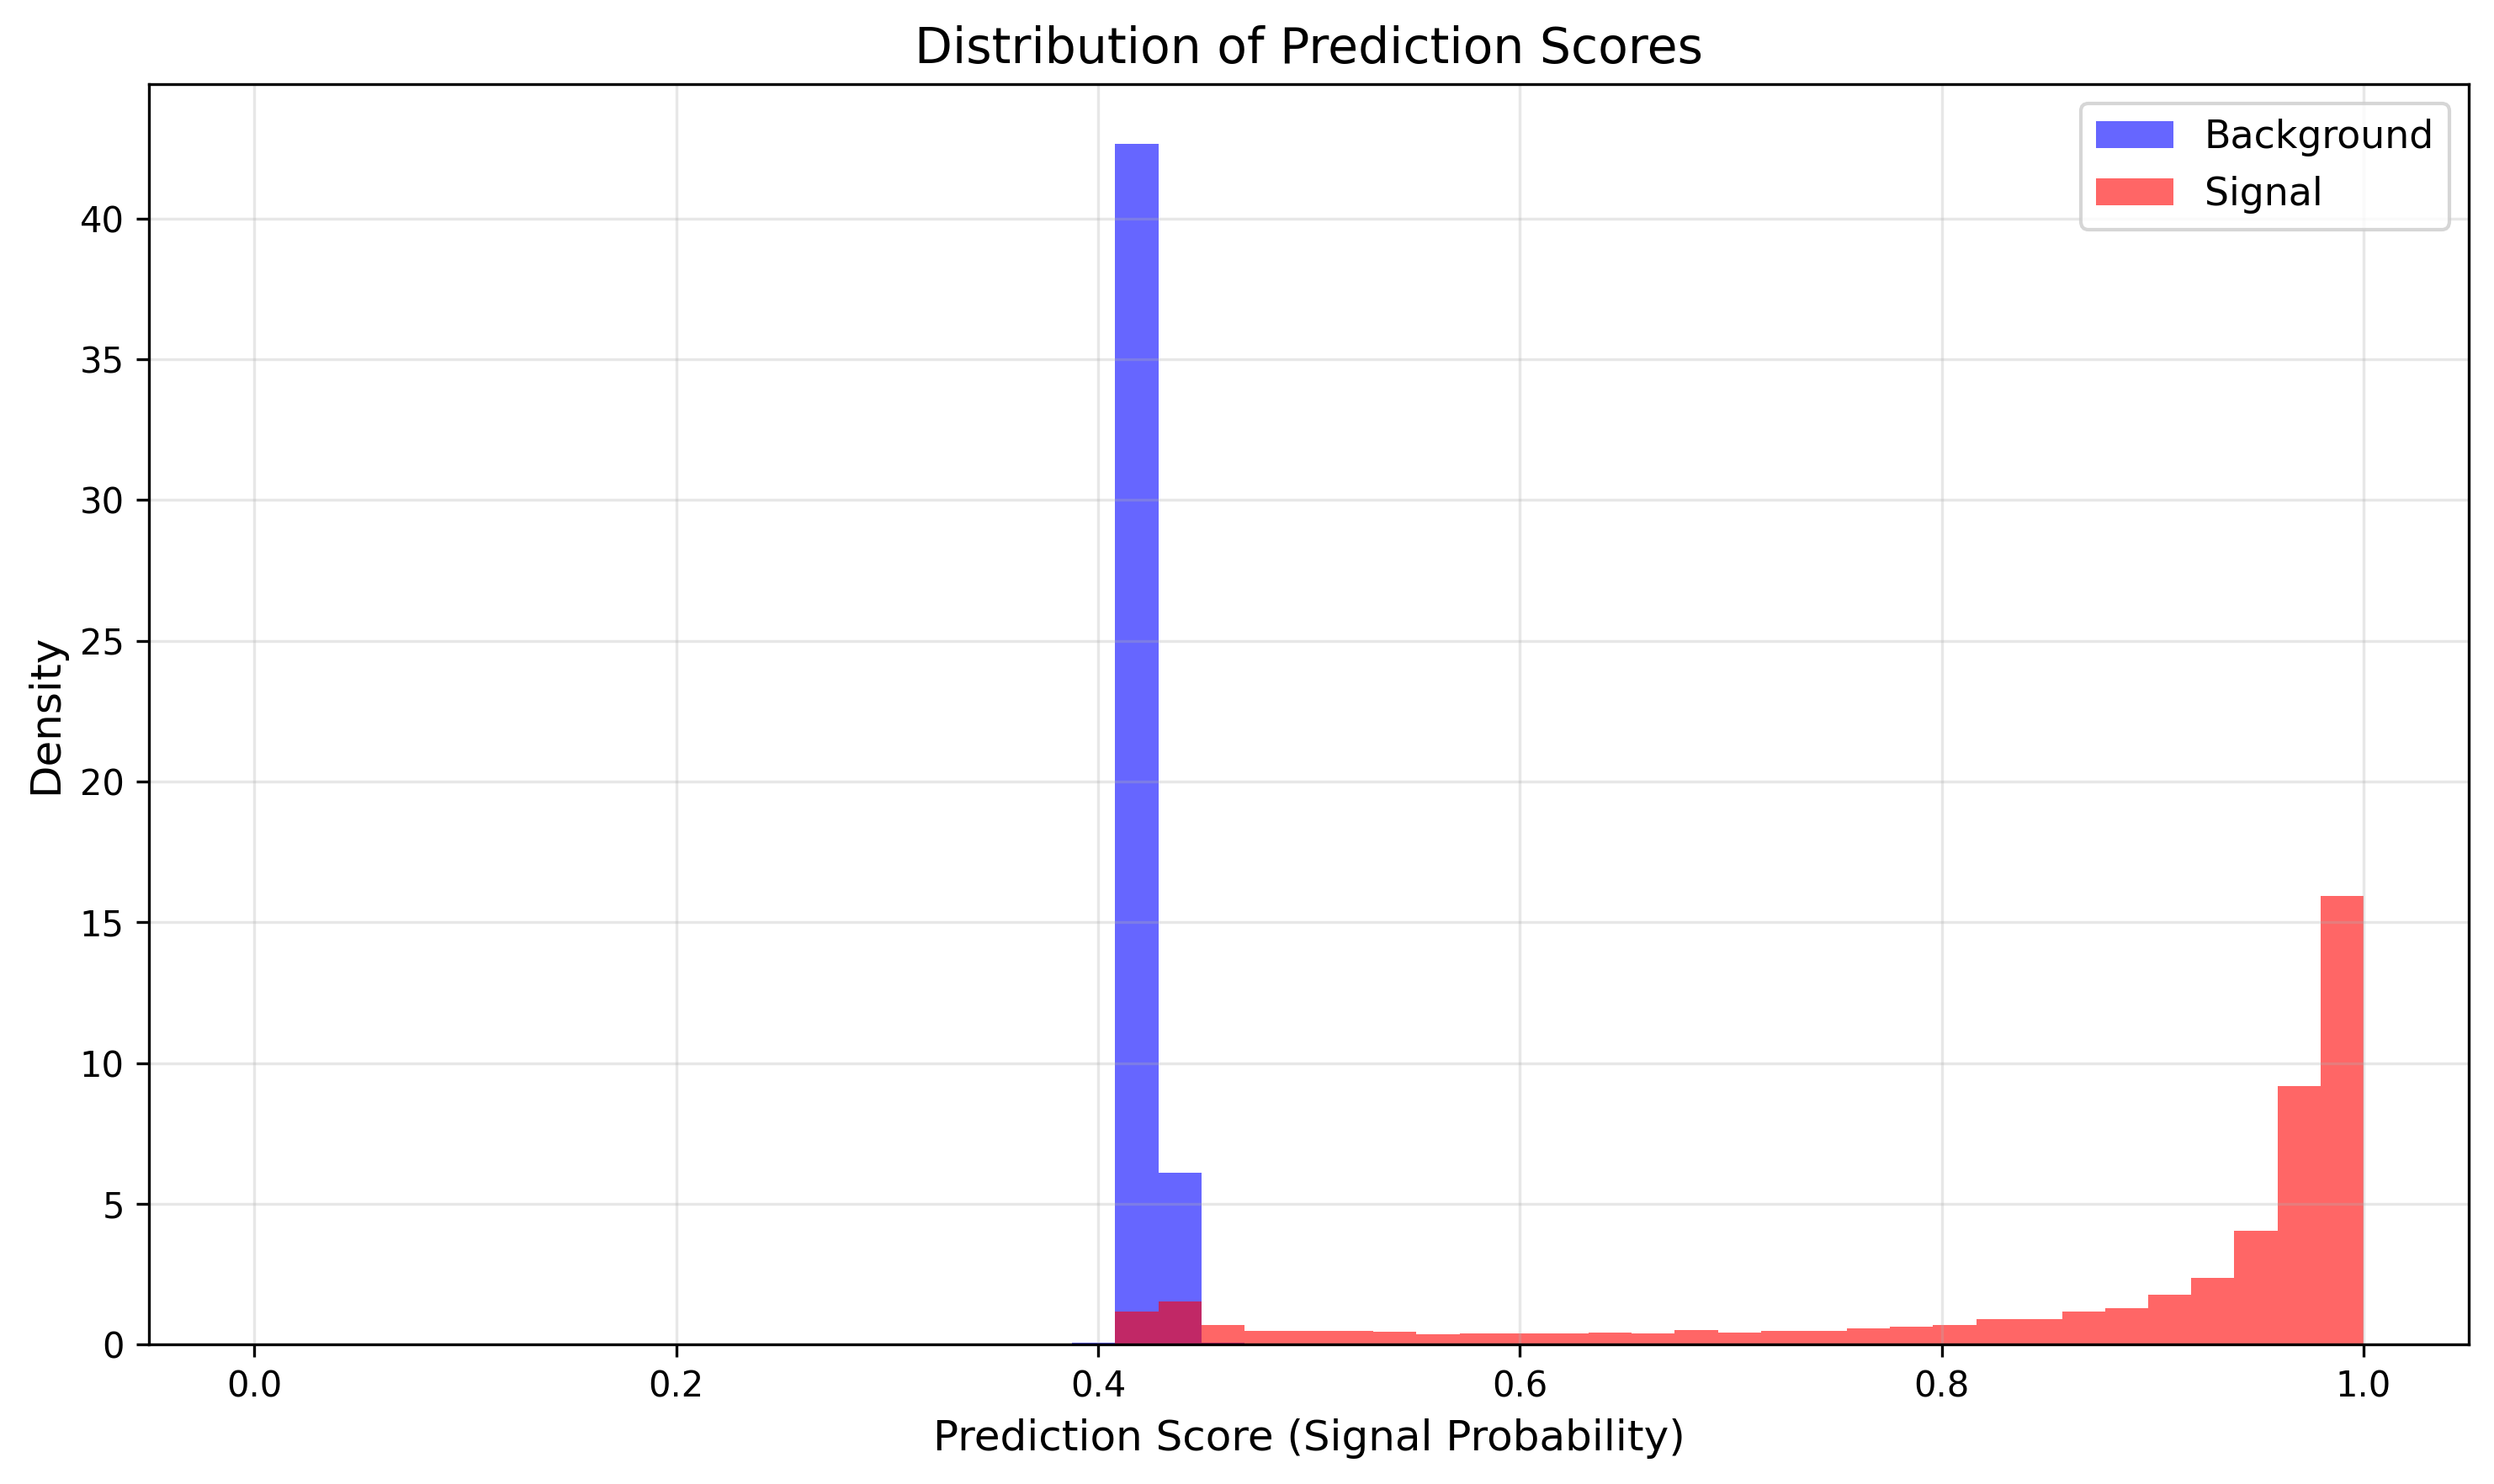 Distribution of Prediction Scores
Background
Signal
Density
40
35
30
25
20
15
10
5
0
0.0 0.2 0.4 0.6 0.8 1.0
Prediction Score (Signal Probability)